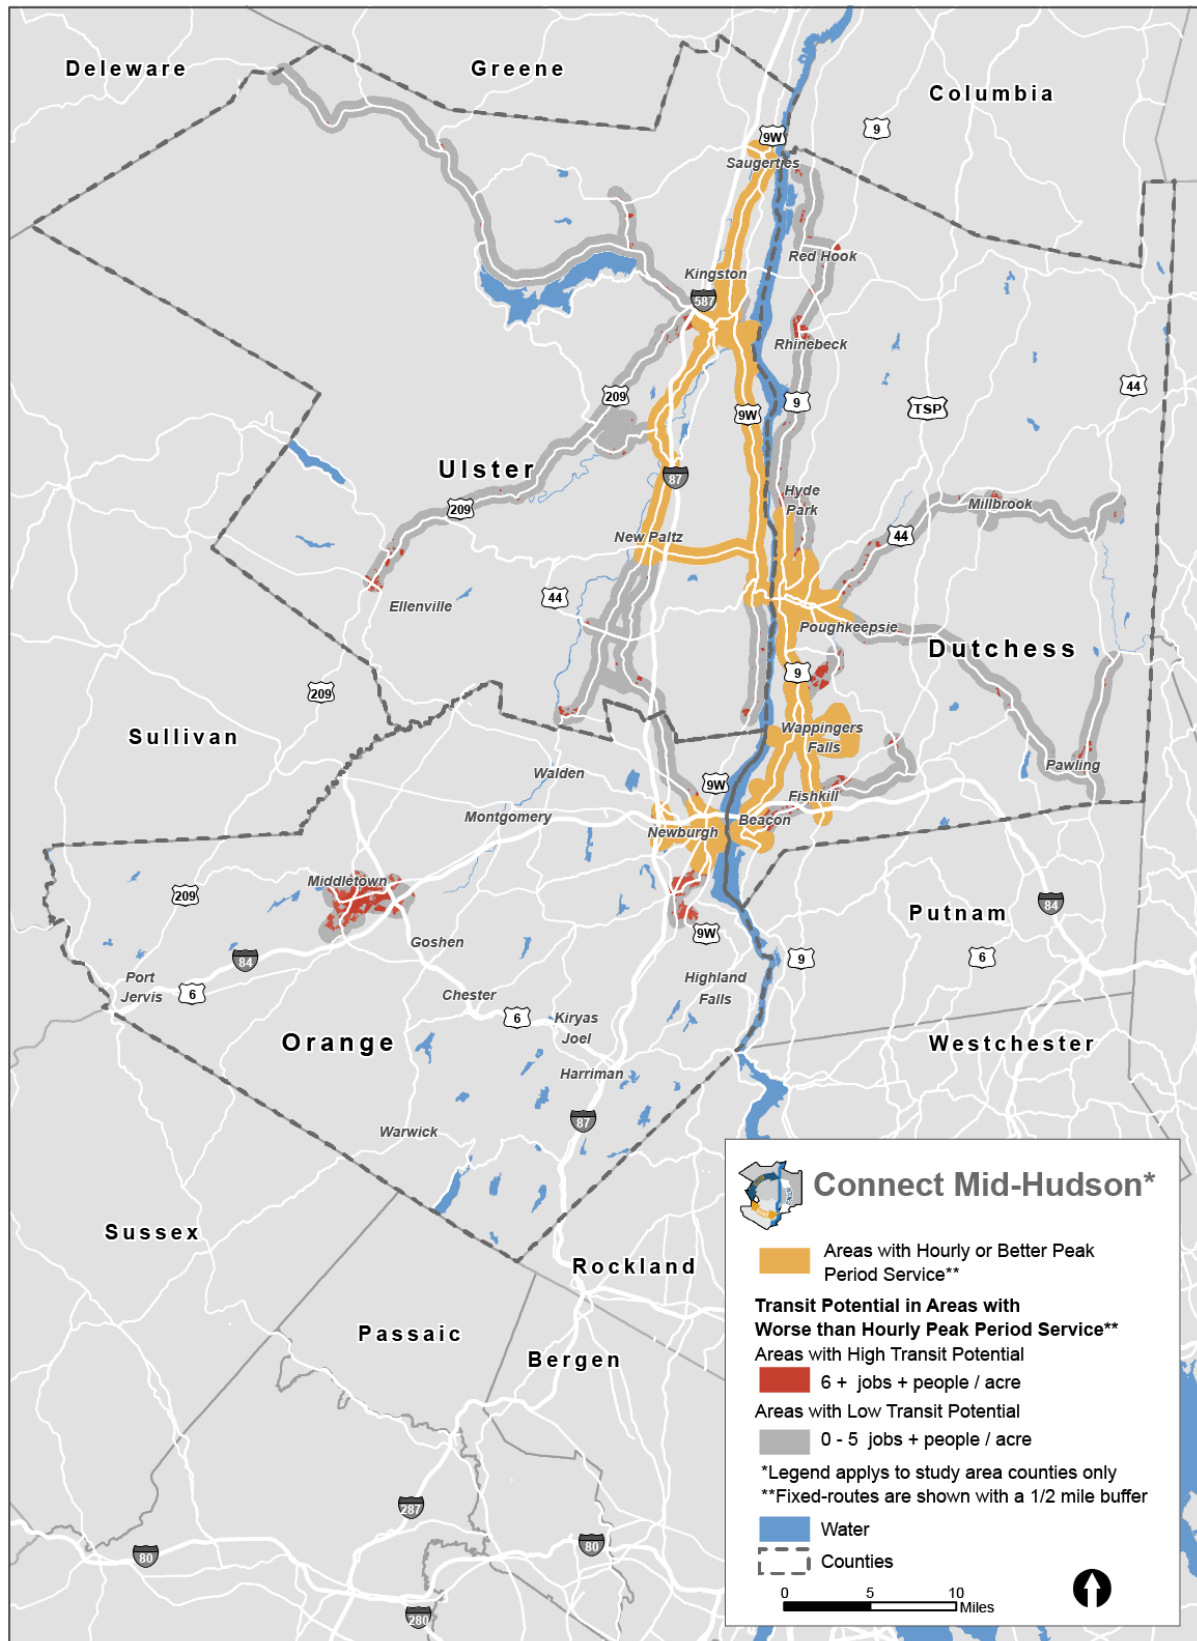 Deleware
Greene
Columbia
9
9W
Saugerties
Red Hook
Kingston
587
Rhinebeck
209
9
44
TSP
9W
Ulster
87
Hyde
Park
Millbrook
209
New Paltz
44
Ellenville
44
Poughkeepsie
Dutchess
9
209
Sullivan
Wappingers
Falls
Pawling
Walden
9W
Fishkill
Montgomery
Beacon
Newburgh
Middletown
209
Putnam
84
9W
Goshen
84
9
6
Port
Jervis
6
Chester
Highland
Falls
6
Kiryas
Joel
Orange
Westchester
Harriman
87
Warwick
Sussex
Rockland
Passaic
Bergen
287
80
80
280
Connect Mid-Hudson*
Areas with Hourly or Better Peak
Period Service**
Transit Potential in Areas with
Worse than Hourly Peak Period Service**
Areas with High Transit Potential
6 + jobs + people / acre
Areas with Low Transit Potential
0 - 5 jobs + people / acre
*Legend applys to study area counties only
**Fixed-routes are shown with a 1/2 mile buffer
Water
Counties
0 5 10
Miles